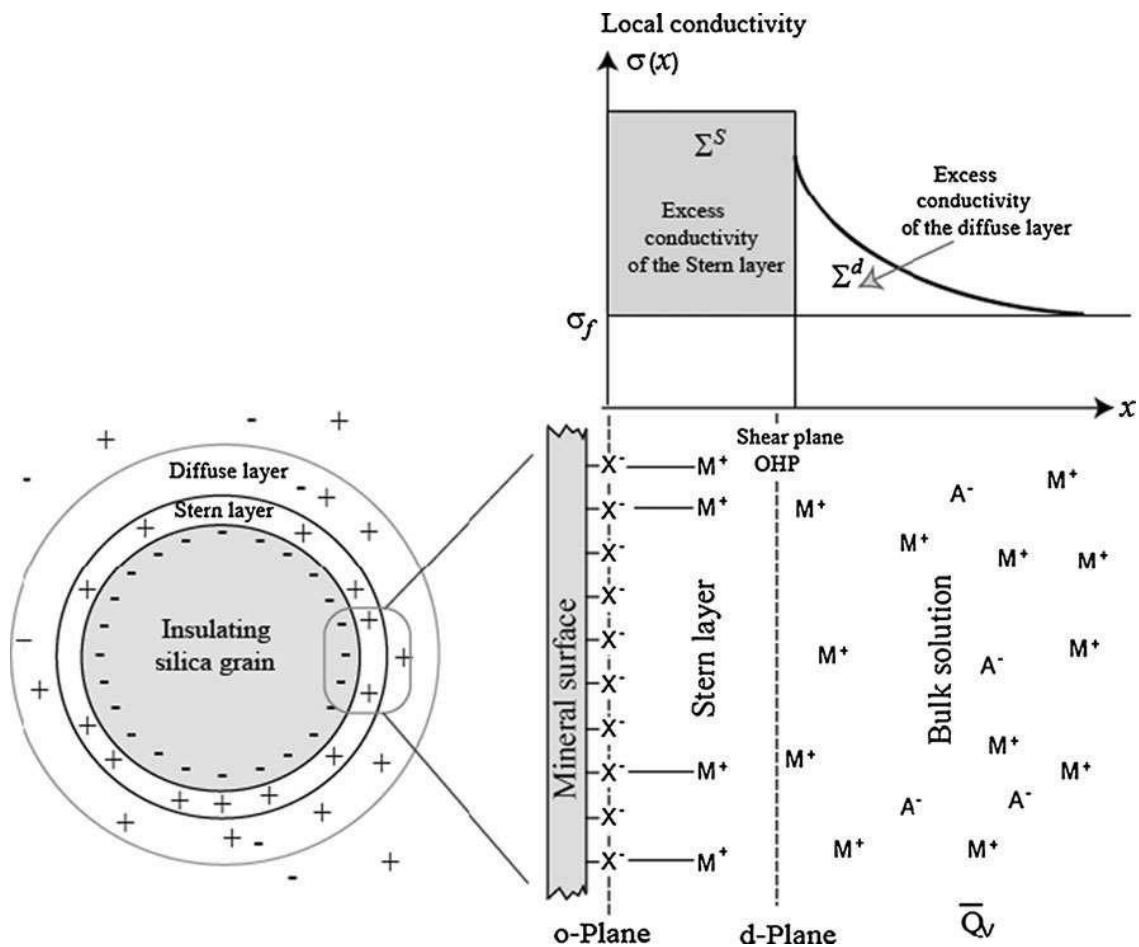 Local conductivity
σ(x)
Σ^S
Excess
conductivity
of the Stern layer
Excess
conductivity
of the diffuse layer
Σ^d
σ_f
x
Diffuse layer
Stern layer
Insulating
silica grain
Mineral surface
Stern layer
Bulk solution
Shear plane
OHP
X⁻ M⁺ A⁻ M⁺
X⁻ M⁺ M⁺
X⁻ M⁺ M⁺ M⁺
X⁻
X⁻ M⁺ A⁻ M⁺
X⁻
X⁻ M⁺ M⁺
X⁻ M⁺ M⁺
X⁻ A⁻ A⁻
X⁻ M⁺ M⁺ M⁺
o-Plane
d-Plane
Q̅_V